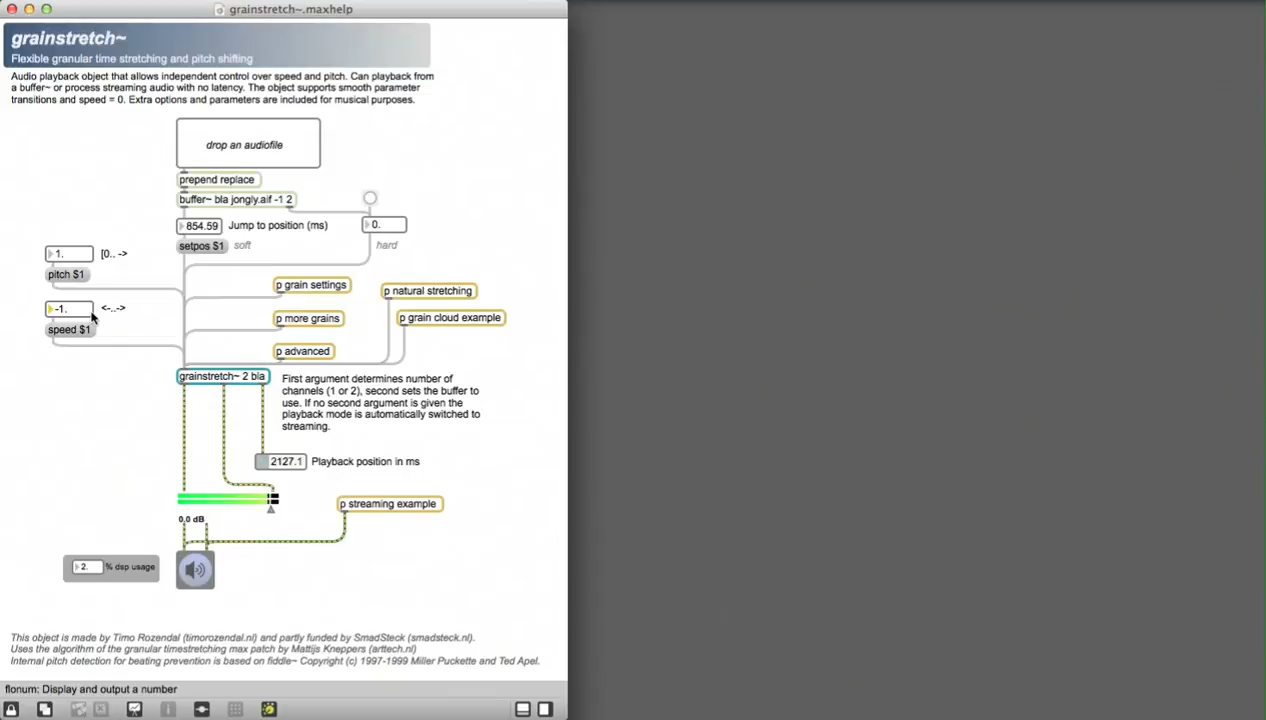 grainstretch~.maxhelp
grainstretch~
Flexible granular time stretching and pitch shifting
Audio playback object that allows independent control over speed and pitch. Can playback from
a buffer~ or process streaming audio with no latency. The object supports smooth parameter
transitions and speed = 0. Extra options and parameters are included for musical purposes.
drop an audiofile
prepend replace
buffer~ bla jongly.aif -1 2
854.59 Jump to position (ms) 0.
setpos $1 soft hard
1. [0.. ->
pitch $1
p grain settings
p natural stretching
-1. <-..->
p more grains
p grain cloud example
speed $1
p advanced
grainstretch~ 2 bla
First argument determines number of
channels (1 or 2), second sets the buffer to
use. If no second argument is given the
playback mode is automatically switched to
streaming.
2127.1 Playback position in ms
p streaming example
0.0 dB
2. % dsp usage
This object is made by Timo Rozendal (timorozendal.nl) and partly funded by SmadSteck (smadsteck.nl).
Uses the algorithm of the granular timestretching max patch by Mattijs Kneppers (arttech.nl)
Internal pitch detection for beating prevention is based on fiddle~ Copyright (c) 1997-1999 Miller Puckette and Ted Apel.
flonum: Display and output a number